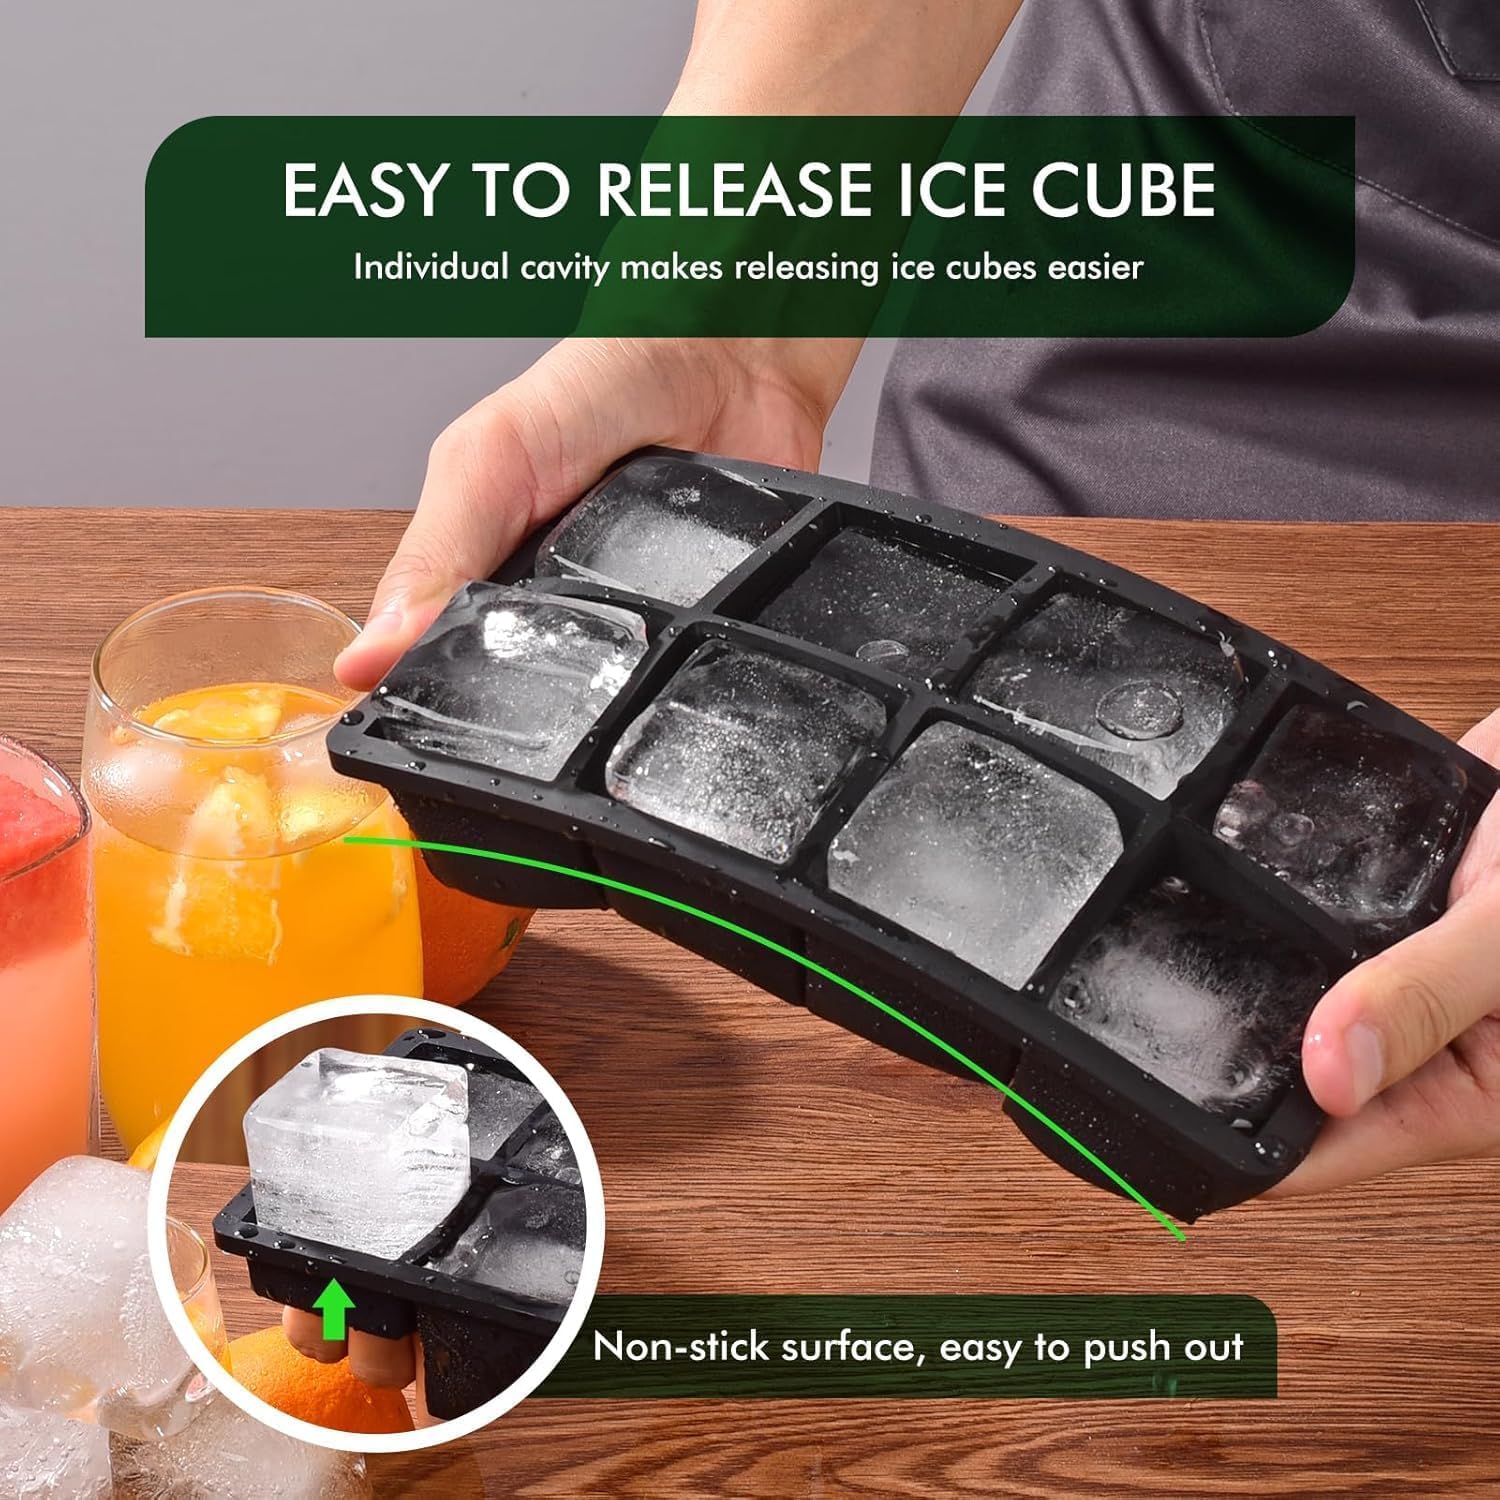 EASY TO RELEASE ICE CUBE
Individual cavity makes releasing ice cubes easier
Non-stick surface, easy to push out